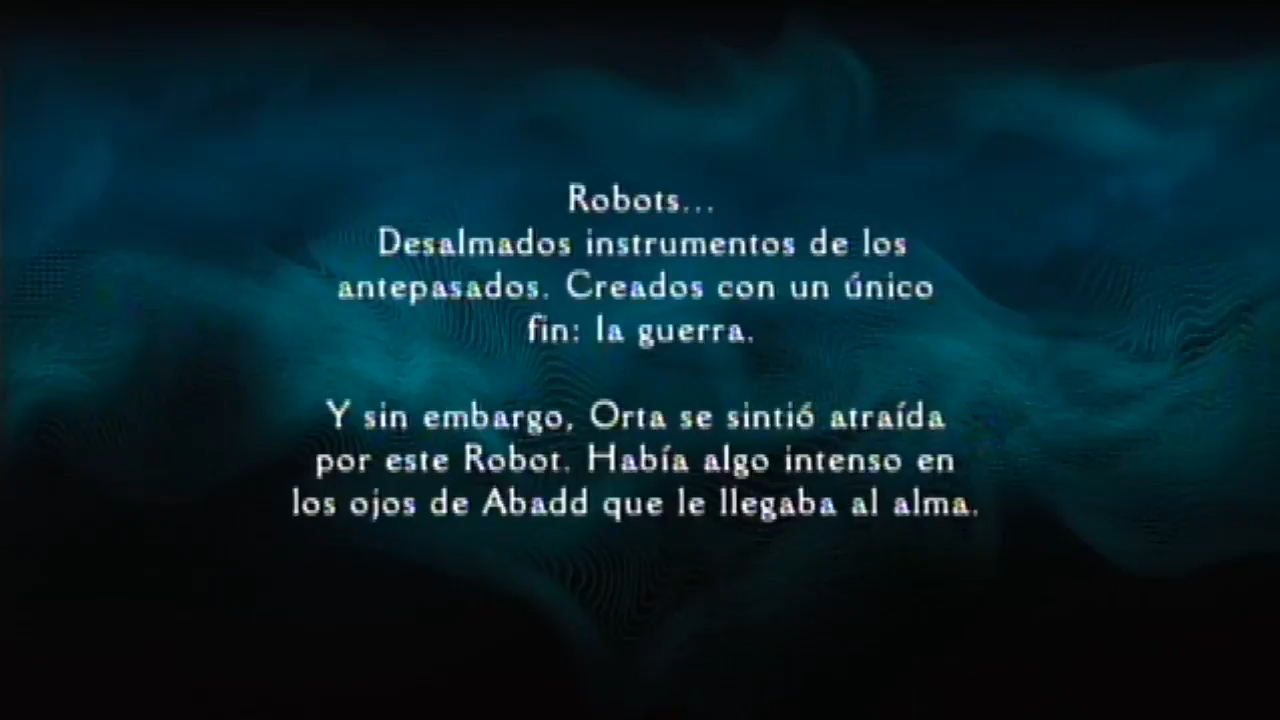 Robots...
Desalmados instrumentos de los
antepasados. Creados con un único
fin: la guerra.
Y sin embargo, Orta se sintió atraída
por este Robot. Había algo intenso en
los ojos de Abadd que le llegaba al alma.